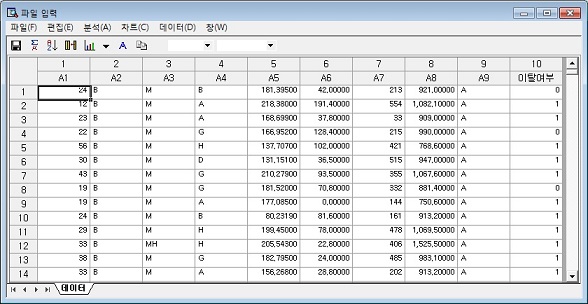 파일 입력
파일(F) 편집(E) 분석(A) 차트(C) 데이터(D) 창(W)
1 2 3 4 5 6 7 8 9 10
A1 A2 A3 A4 A5 A6 A7 A8 A9 이탈여부
1 24 B M B 181,39500 42,00000 213 921,00000 A 0
2 12 B M A 218,38000 191,40000 554 1,082,10000 A 1
3 23 B M A 168,69900 37,80000 33 909,00000 A 1
4 22 B M G 166,95200 128,40000 215 990,00000 A 0
5 56 B M H 137,70700 102,00000 421 768,60000 A 1
6 30 B M D 131,15100 36,50000 515 947,00000 A 1
7 43 B M G 210,27900 93,50000 355 1,067,60000 A 1
8 19 B M G 181,52000 70,80000 332 881,40000 A 0
9 19 B M A 177,08500 0,00000 144 750,60000 A 1
10 24 B M B 80,23190 81,60000 161 913,20000 A 1
11 29 B M H 199,45000 78,00000 478 1,069,50000 A 1
12 33 B MH H 205,54300 22,80000 406 1,525,50000 A 1
13 38 B M G 182,79500 24,00000 485 983,10000 A 1
14 33 B M A 156,26800 28,80000 202 913,20000 A 1
데이터